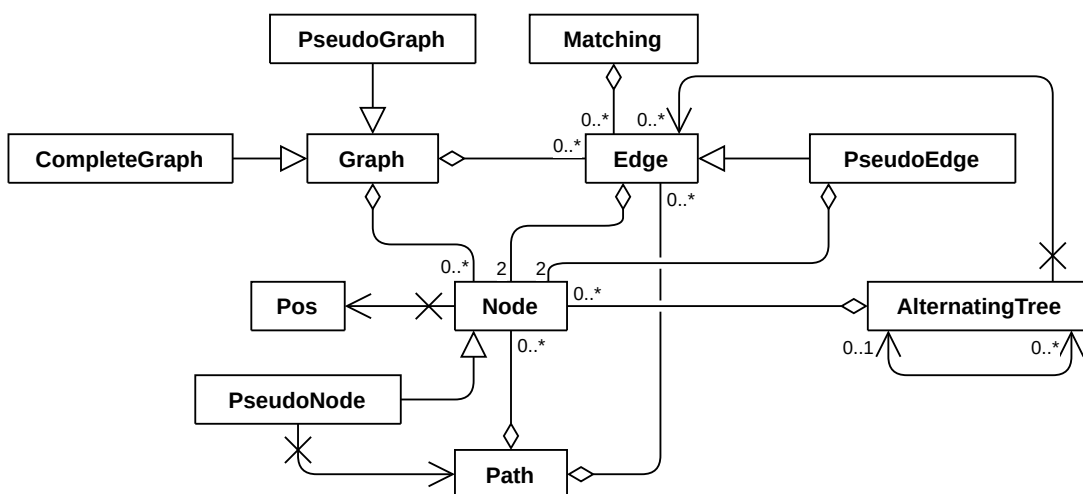 PseudoGraph
Matching
0..*
0..*
0..*
CompleteGraph
Graph
Edge
PseudoEdge
0..*
0..*
2
2
0..*
Pos
Node
AlternatingTree
0..*
0..1
0..*
PseudoNode
Path